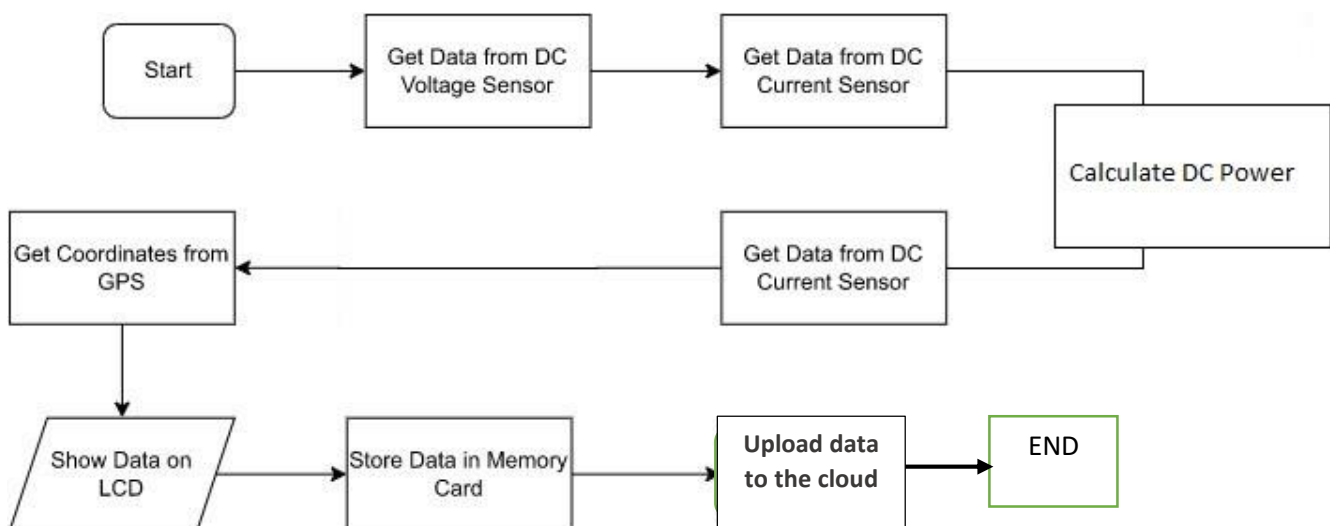 Start
Get Data from DC
Voltage Sensor
Get Data from DC
Current Sensor
Calculate DC Power
Get Data from DC
Current Sensor
Get Coordinates from
GPS
Show Data on
LCD
Store Data in Memory
Card
Upload data
to the cloud
END